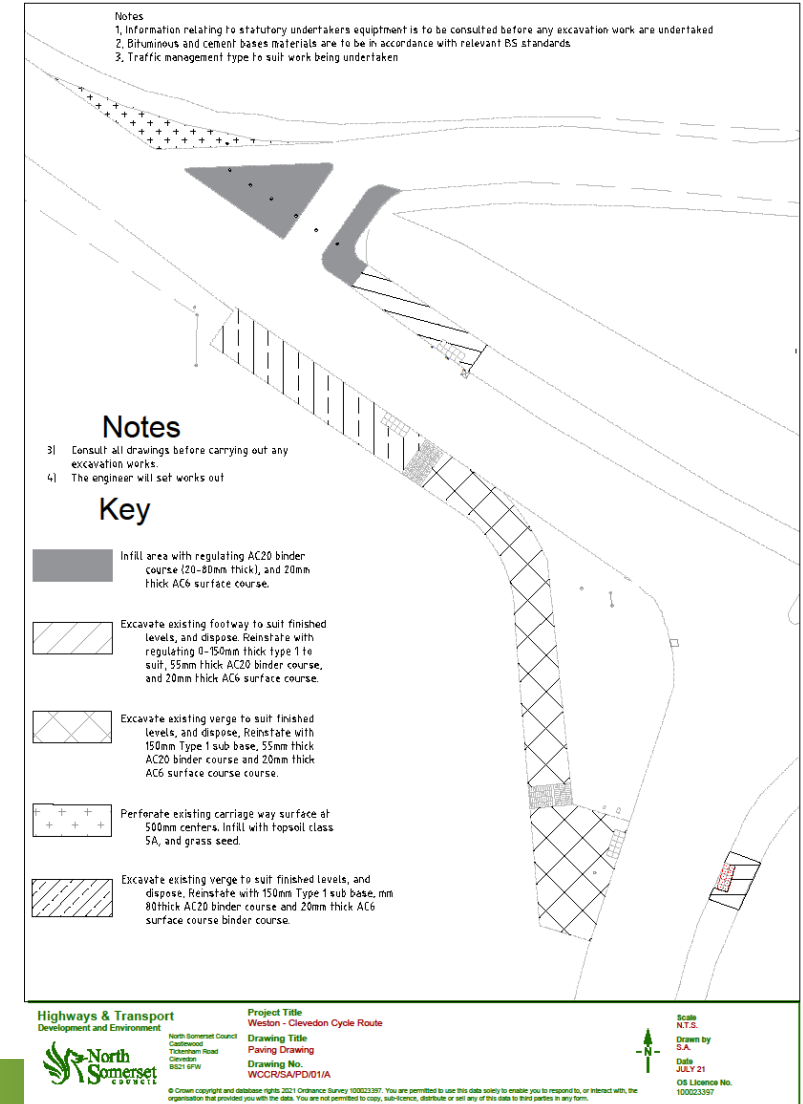 Notes
1, Information relating to statutory undertakers equiptment is to be consulted before any excavation work are undertaken
2, Bituminous and cement bases materials are to be in accordance with relevant BS standards
3, Traffic management type to suit work being undertaken
Notes
3) Consult all drawings before carrying out any
excavation works.
4) The engineer will set works out
Key
Infill area with regulating AC20 binder
course (20-80mm thick), and 20mm
thick AC6 surface course.
Excavate existing footway to suit finished
levels, and dispose. Reinstate with
regulating 0-150mm thick type 1 to
suit, 55mm thick AC20 binder course,
and 20mm thick AC6 surface course.
Excavate existing verge to suit finished
levels, and dispose, Reinstate with
150mm Type 1 sub base, 55mm thick
AC20 binder course and 20mm thick
AC6 surface course course.
Perforate existing carriage way surface at
500mm centers. Infill with topsoil class
5A, and grass seed.
Excavate existing verge to suit finished levels, and
dispose, Reinstate with 150mm Type 1 sub base, mm
80thick AC20 binder course and 20mm thick AC6
surface course binder course.
Highways & Transport
Development and Environment
North Somerset
COUNCIL
North Somerset Council
Castlewood
Tickenham Road
Clevedon
BS21 6FW
Project Title
Weston - Clevedon Cycle Route
Drawing Title
Paving Drawing
Drawing No.
WCCR/SA/PD/01/A
N
Scale
N.T.S.
Drawn by
S.A.
Date
JULY 21
OS Licence No.
100023397
© Crown copyright and database rights 2021 Ordnance Survey 100023397. You are permitted to use this data solely to enable you to respond to, or interact with, the
organisation that provided you with the data. You are not permitted to copy, sub-licence, distribute or sell any of this data to third parties in any form.